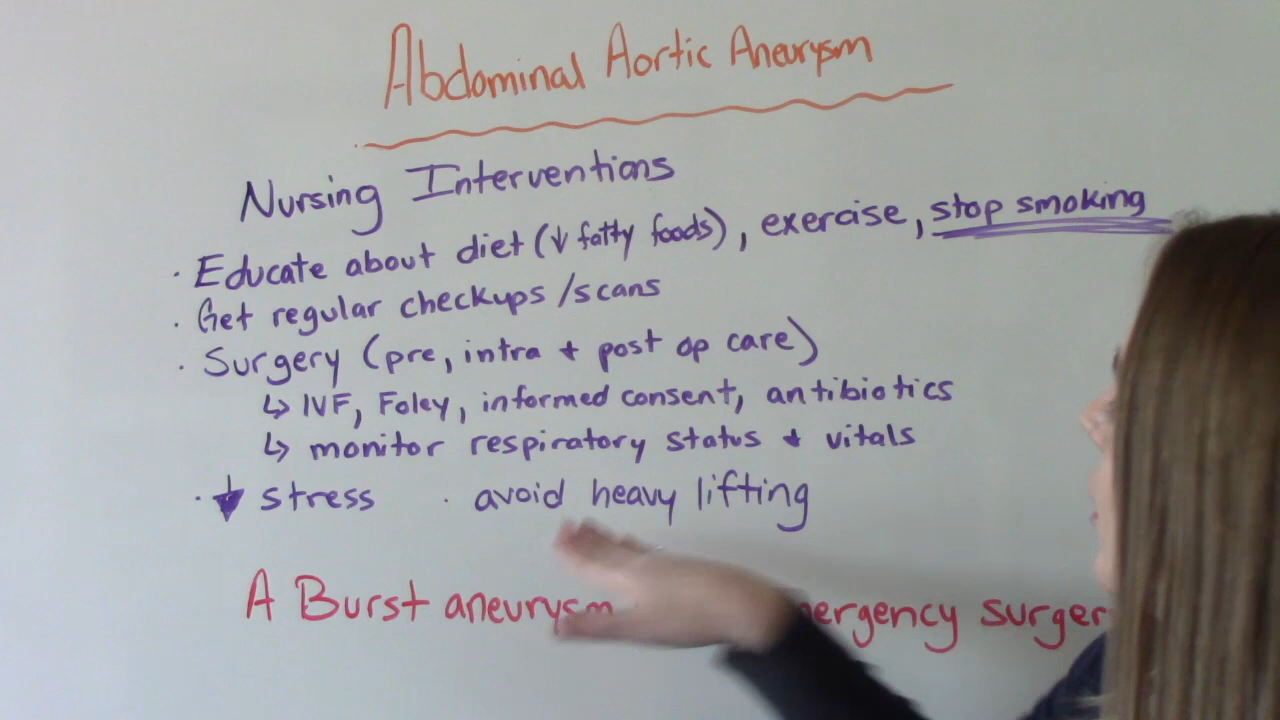 Abdominal Aortic Aneurysm
Nursing Interventions
· Educate about diet (↓ fatty foods), exercise, stop smoking
· Get regular checkups/scans
· Surgery (pre, intra + post op care)
↳ IVF, Foley, informed consent, antibiotics
↳ monitor respiratory status + vitals
· ↓ stress · avoid heavy lifting
A Burst aneurysm